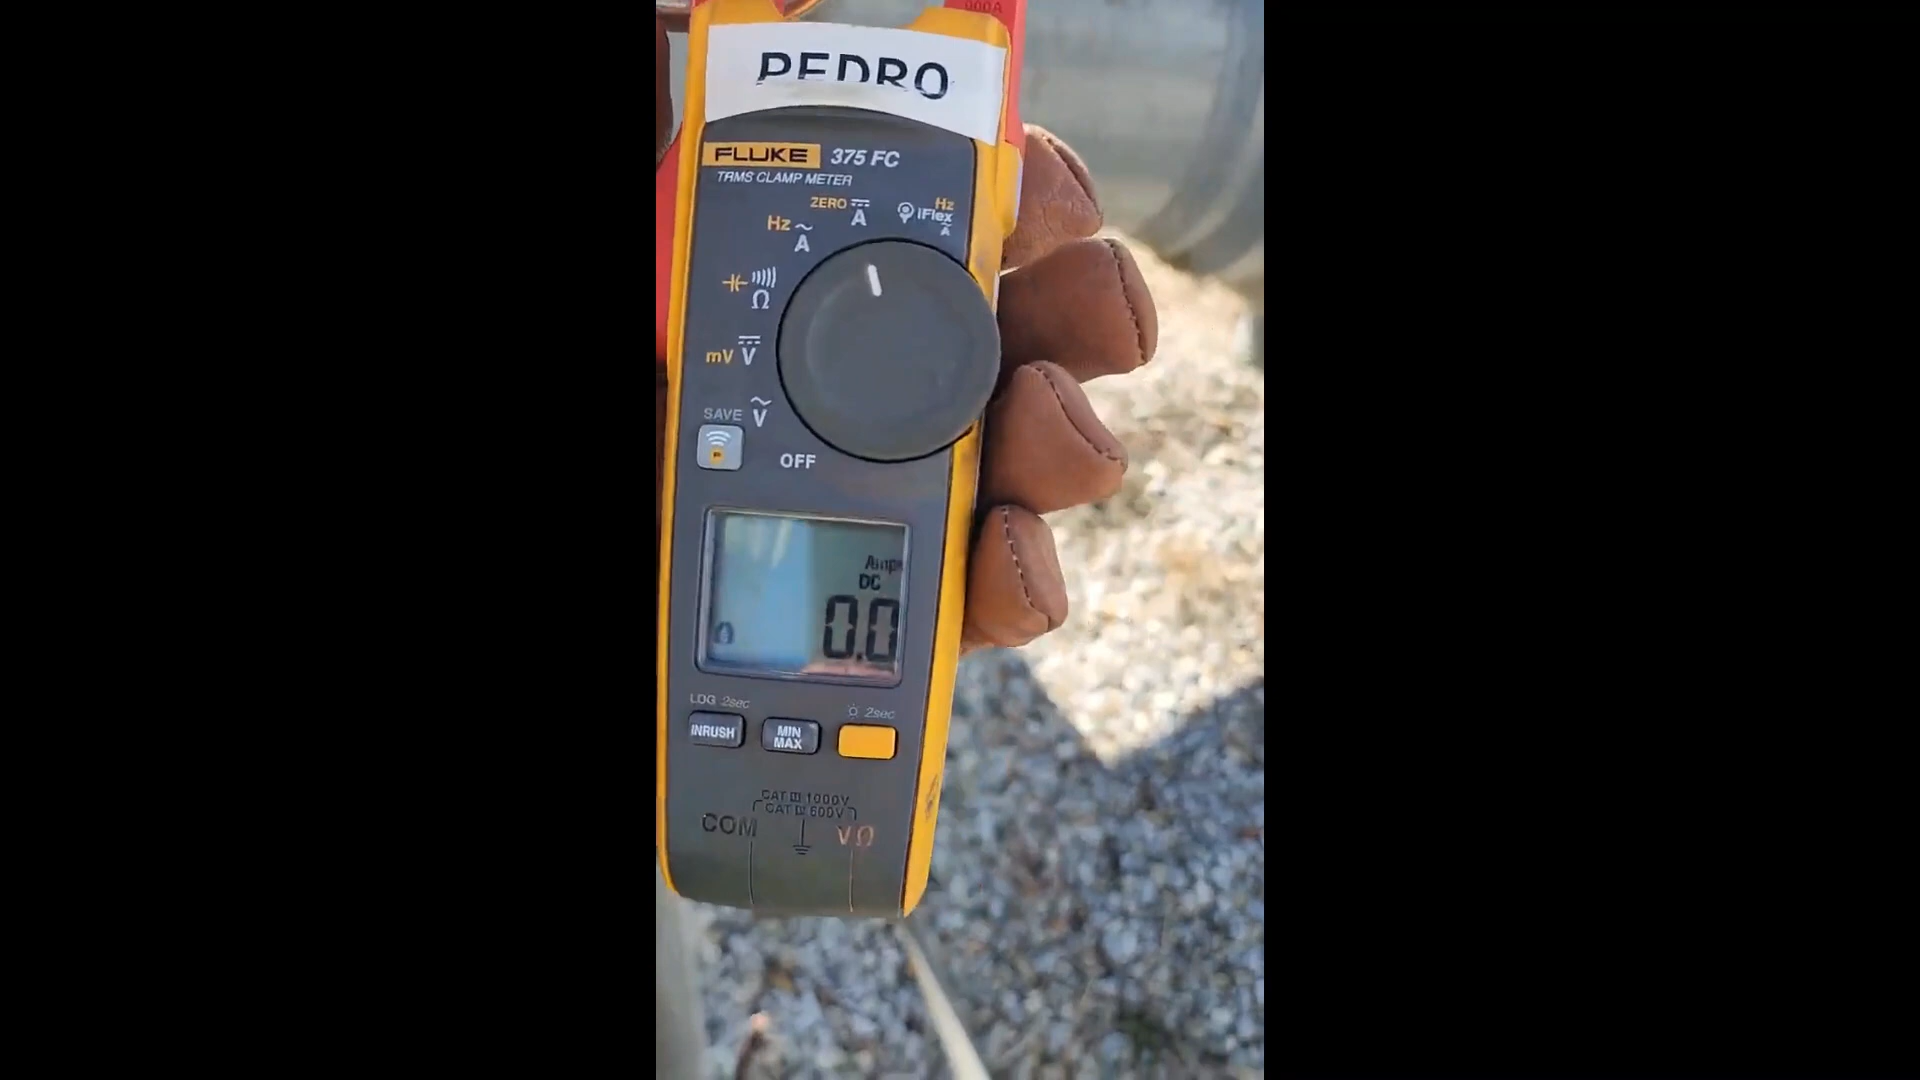 000A
PEDRO
FLUKE 375 FC
TRMS CLAMP METER
ZERO A
Hz
iFlex
A
Hz A
Ω
mV V
SAVE V
OFF
Amps
DC
0.0
LOG 2sec
2sec
INRUSH
MIN
MAX
CAT III 1000V
CAT IV 600V
COM
VΩ